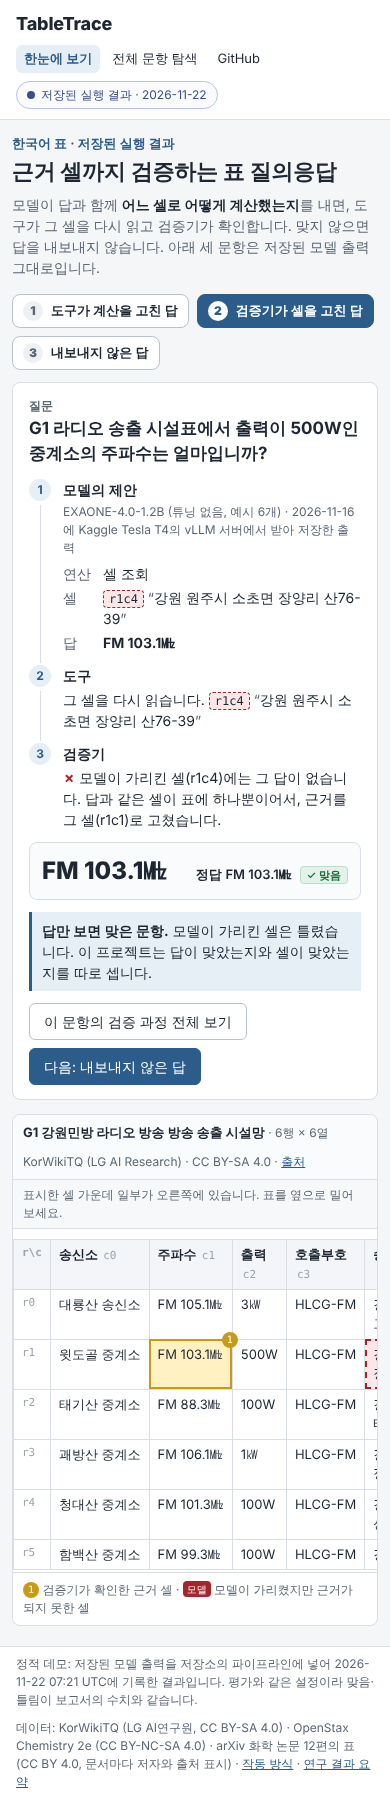 TableTrace
한눈에 보기 전체 문항 탐색 GitHub
저장된 실행 결과 · 2026-11-22
한국어 표 · 저장된 실행 결과
근거 셀까지 검증하는 표 질의응답
모델이 답과 함께 어느 셀로 어떻게 계산했는지를 내면, 도
구가 그 셀을 다시 읽고 검증기가 확인합니다. 맞지 않으면
답을 내보내지 않습니다. 아래 세 문항은 저장된 모델 출력
그대로입니다.
1 도구가 계산을 고친 답
2 검증기가 셀을 고친 답
3 내보내지 않은 답
질문
G1 라디오 송출 시설표에서 출력이 500W인
중계소의 주파수는 얼마입니까?
1 모델의 제안
EXAONE-4.0-1.2B (튜닝 없음, 예시 6개) · 2026-11-16
에 Kaggle Tesla T4의 vLLM 서버에서 받아 저장한 출
력
연산 셀 조회
셀 r1c4 “강원 원주시 소초면 장양리 산76-
39”
답 FM 103.1㎒
2 도구
그 셀을 다시 읽습니다. r1c4 “강원 원주시 소
초면 장양리 산76-39”
3 검증기
✗ 모델이 가리킨 셀(r1c4)에는 그 답이 없습니
다. 답과 같은 셀이 표에 하나뿐이어서, 근거를
그 셀(r1c1)로 고쳤습니다.
FM 103.1㎒ 정답 FM 103.1㎒ ✓ 맞음
답만 보면 맞은 문항. 모델이 가리킨 셀은 틀렸습
니다. 이 프로젝트는 답이 맞았는지와 셀이 맞았는
지를 따로 셉니다.
이 문항의 검증 과정 전체 보기
다음: 내보내지 않은 답
G1 강원민방 라디오 방송 방송 송출 시설망 · 6행 × 6열
KorWikiTQ (LG AI Research) · CC BY-SA 4.0 · 출처
표시한 셀 가운데 일부가 오른쪽에 있습니다. 표를 옆으로 밀어
보세요.
r\c 송신소 c0 주파수 c1 출력 c2 호출부호 c3
r0 대룡산 송신소 FM 105.1㎒ 3㎾ HLCG-FM
r1 윗도골 중계소 FM 103.1㎒ 1 500W HLCG-FM
r2 태기산 중계소 FM 88.3㎒ 100W HLCG-FM
r3 괘방산 중계소 FM 106.1㎒ 1㎾ HLCG-FM
r4 청대산 중계소 FM 101.3㎒ 100W HLCG-FM
r5 함백산 중계소 FM 99.3㎒ 100W HLCG-FM
1 검증기가 확인한 근거 셀 · 모델 모델이 가리켰지만 근거가
되지 못한 셀
정적 데모: 저장된 모델 출력을 저장소의 파이프라인에 넣어 2026-
11-22 07:21 UTC에 기록한 결과입니다. 평가와 같은 설정이라 맞음·
틀림이 보고서의 수치와 같습니다.
데이터: KorWikiTQ (LG AI연구원, CC BY-SA 4.0) · OpenStax
Chemistry 2e (CC BY-NC-SA 4.0) · arXiv 화학 논문 12편의 표
(CC BY 4.0, 문서마다 저자와 출처 표시) · 작동 방식 · 연구 결과 요
약